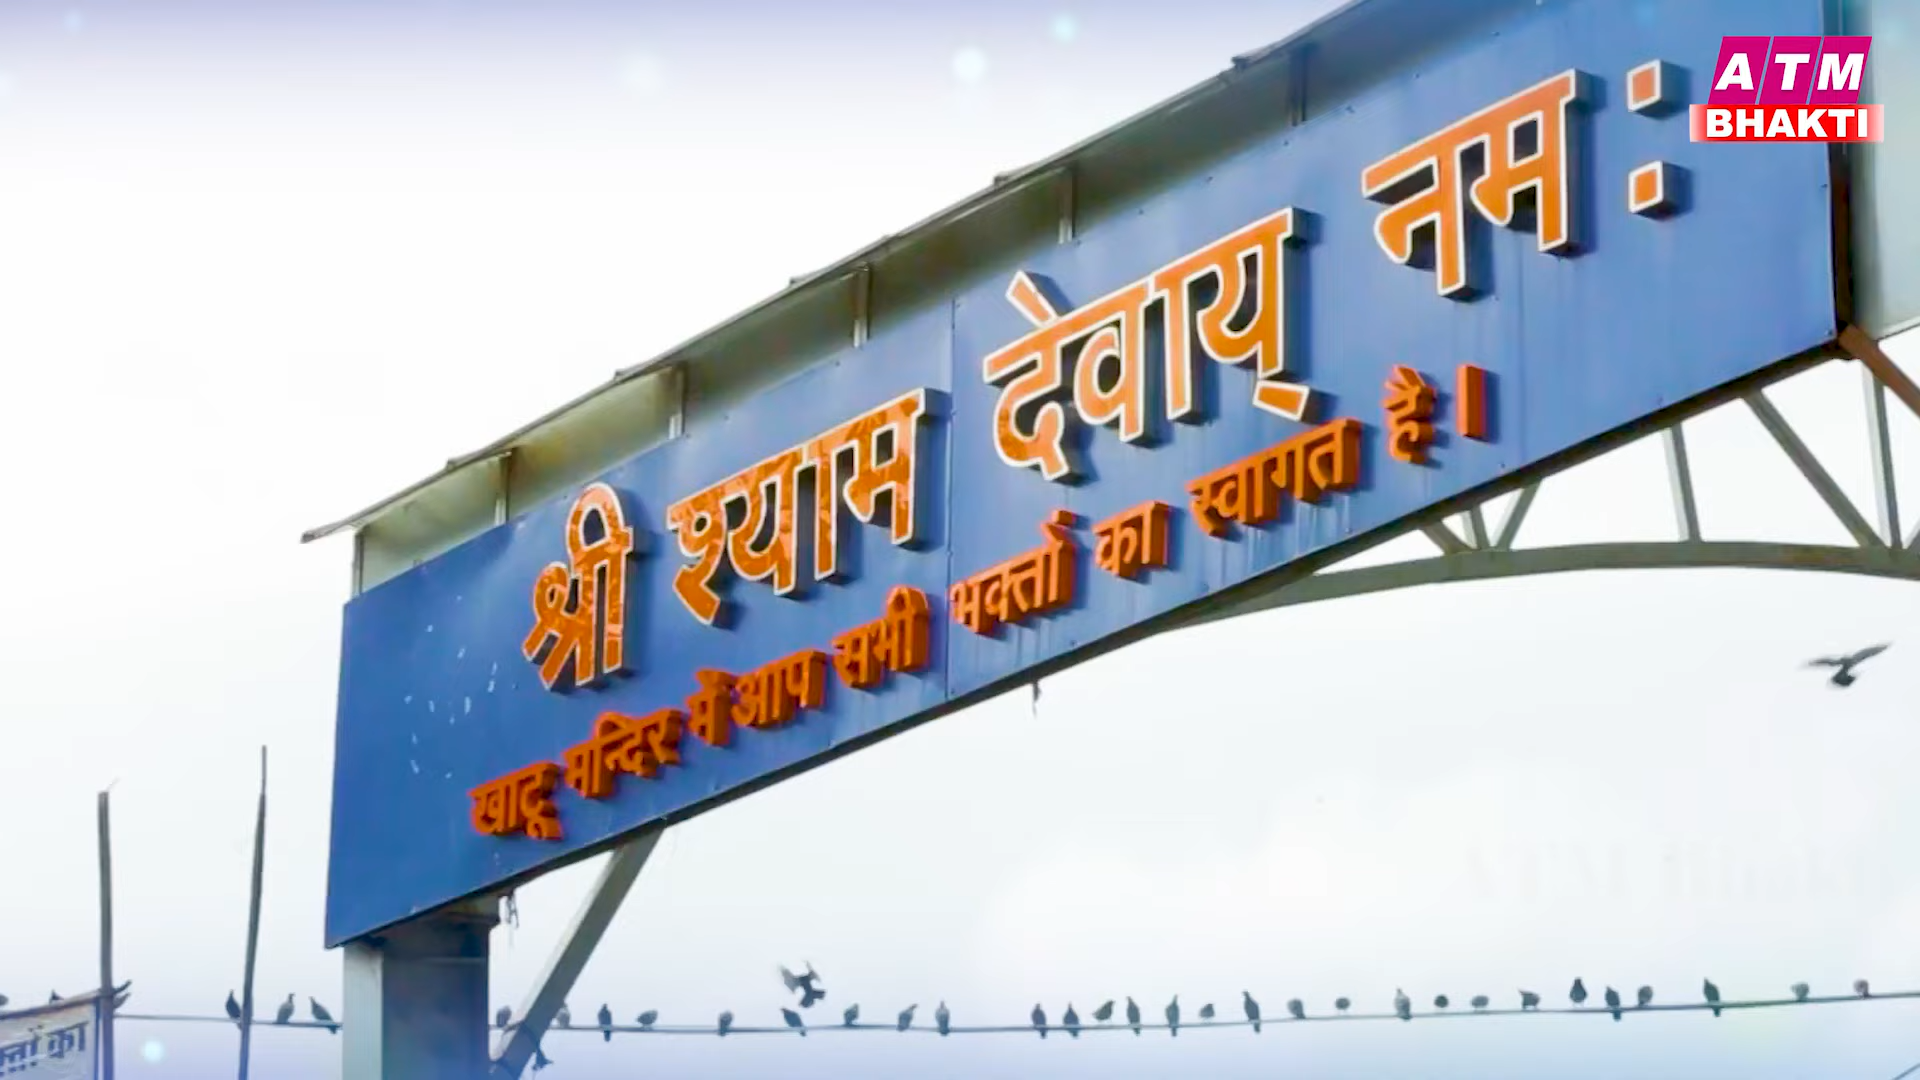 ATM
BHAKTI
श्री श्याम देवाय् नमः
खाटू मन्दिर में आप सभी भक्तों का स्वागत है।